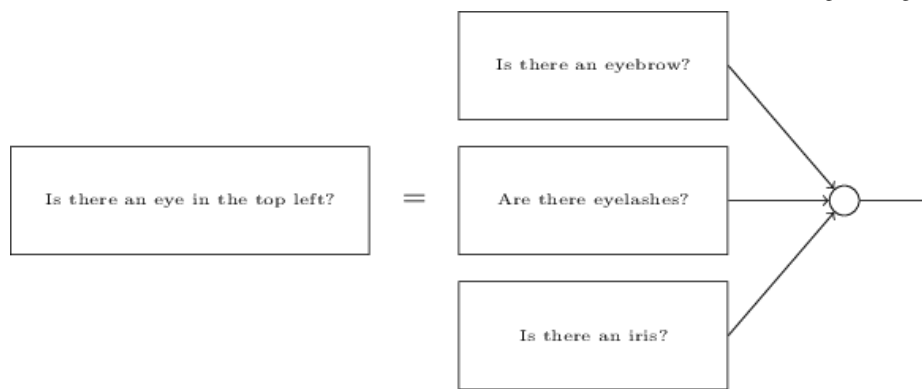 Is there an eyebrow?
Is there an eye in the top left?
=
Are there eyelashes?
Is there an iris?